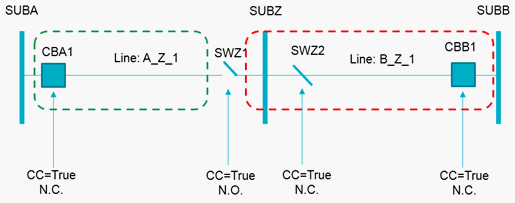 SUBA
SUBZ
SUBB
CBA1
Line: A_Z_1
SWZ1
SWZ2
Line: B_Z_1
CBB1
CC=True
N.C.
CC=True
N.O.
CC=True
N.C.
CC=True
N.C.